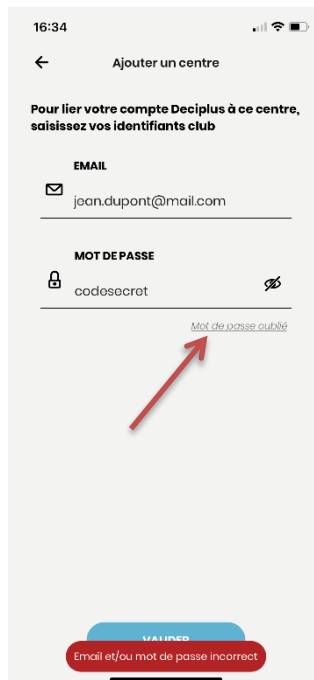 16:34
Ajouter un centre
Pour lier votre compte Deciplus à ce centre,
saisissez vos identifiants club
EMAIL
jean.dupont@mail.com
MOT DE PASSE
codesecret
Mot de passe oublié
VALIDER
Email et/ou mot de passe incorrect